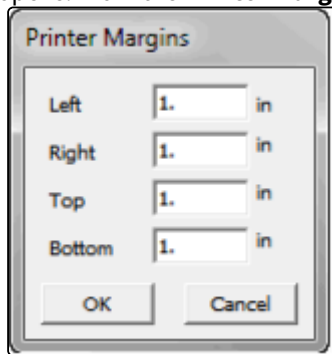 Printer Margins
Left 1. in
Right 1. in
Top 1. in
Bottom 1. in
OK Cancel